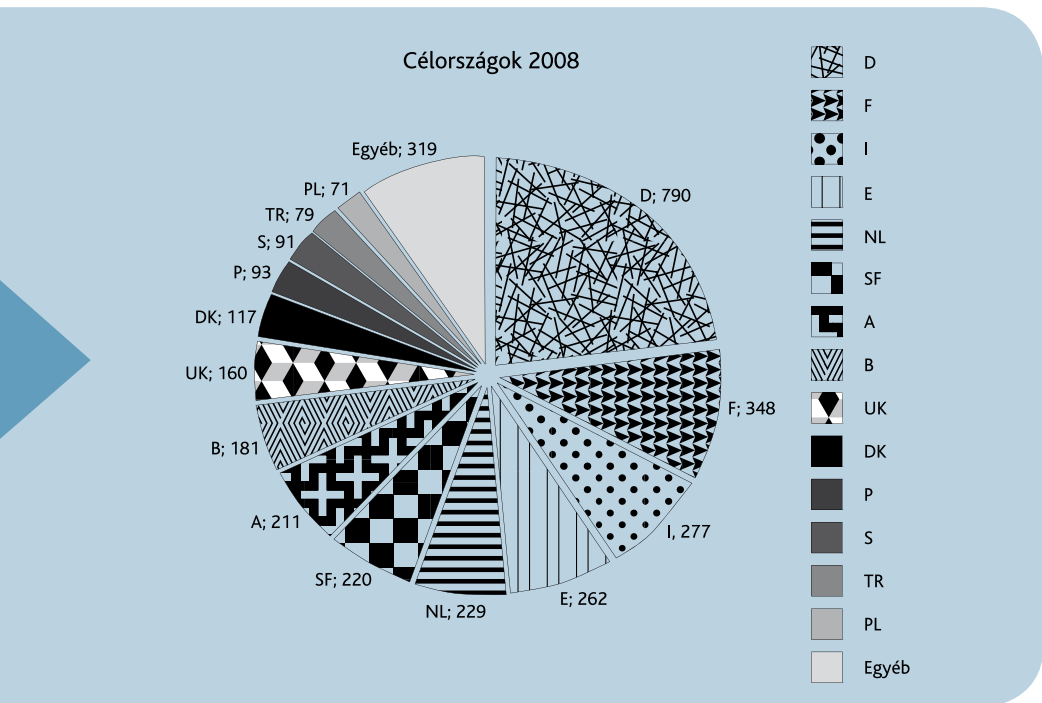 Célországok 2008
Egyéb; 319
PL; 71
TR; 79
S; 91
P; 93
DK; 117
UK; 160
B; 181
A; 211
SF; 220
NL; 229
E; 262
I, 277
F; 348
D; 790
D
F
I
E
NL
SF
A
B
UK
DK
P
S
TR
PL
Egyéb